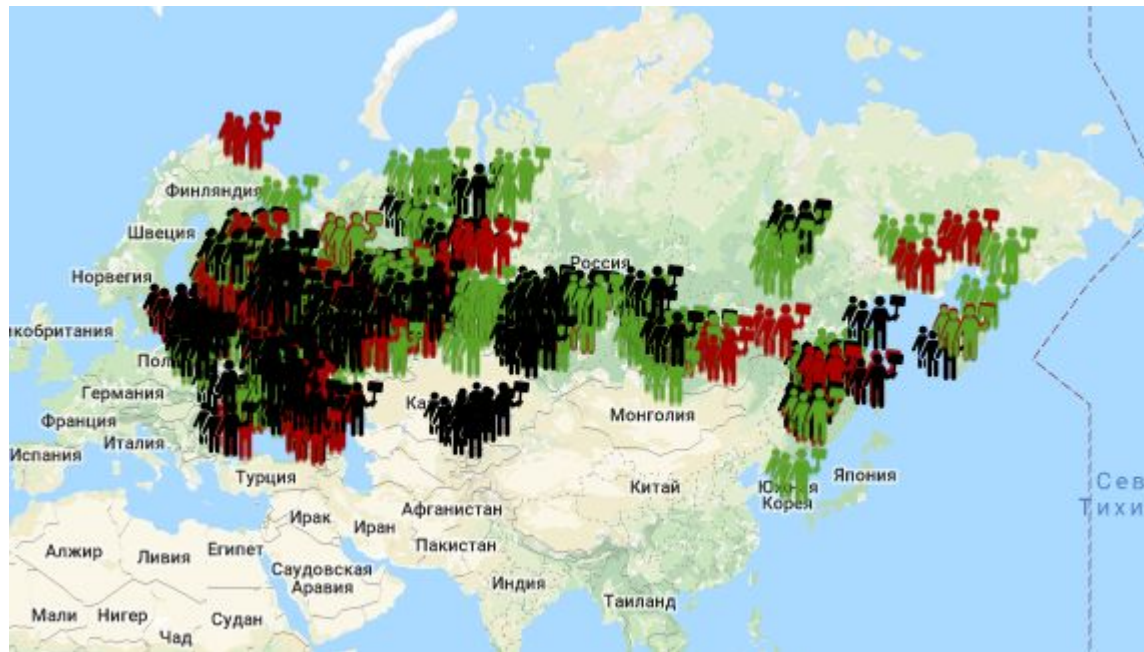 Финляндия
Швеция
Россия
Норвегия
кобритания
Пол
Германия
Ка
Монголия
Франция
Италия
Испания
Турция
Китай
Япония
Южная
Корея
Сев
Тихи
Афганистан
Ирак
Иран
Пакистан
Алжир
Ливия
Египет
Саудовская
Аравия
Индия
Таиланд
Мали
Нигер
Судан
Чад